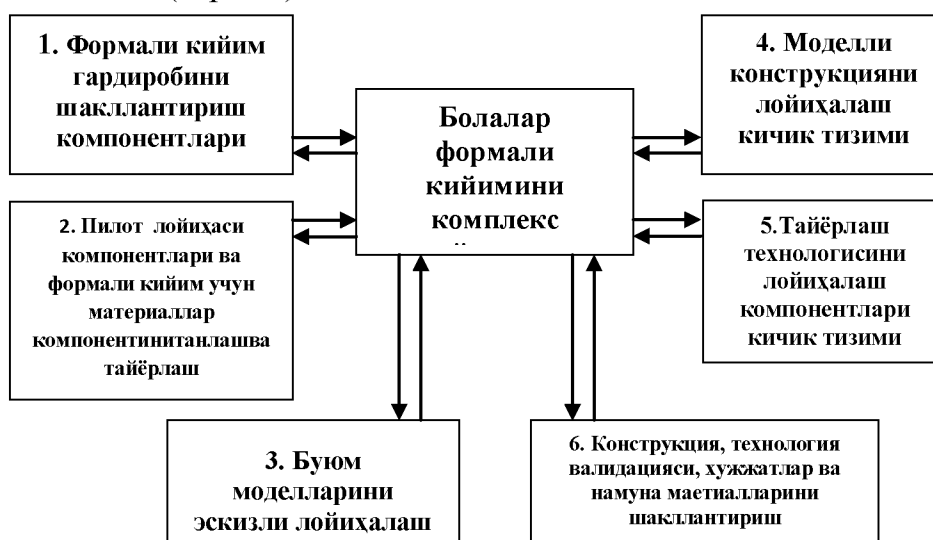 1. Формали кийим
гардиробини
шакллантириш
компонентлари
4. Моделли
конструкцияни
лойиҳалаш
кичик тизими
Болалар
формали
кийимини
комплекс
2. Пилот лойиҳаси
компонентлари ва
формали кийим учун
материаллар
компонентинитанлашва
тайёрлаш
5.Тайёрлаш
технологисини
лойиҳалаш
компонентлари
кичик тизими
3. Буюм
моделларини
эскизли лойиҳалаш
6. Конструкция, технология
валидацияси, хужжатлар ва
намуна маетиалларини
шакллантириш